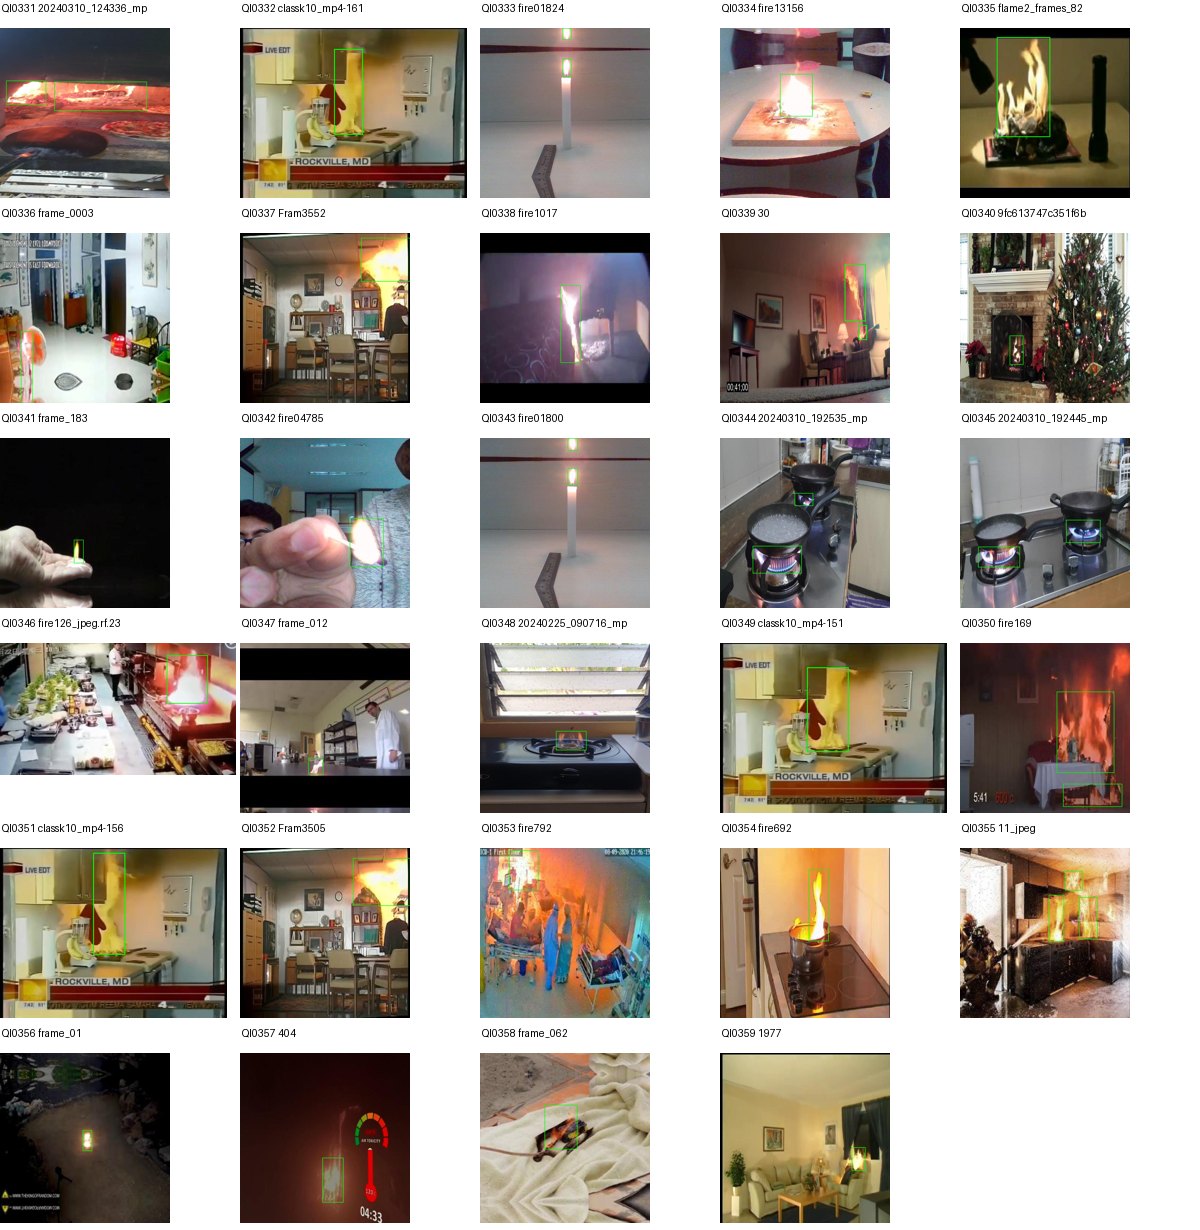 QI0331 20240310_124336_mp
QI0332 classk10_mp4-161
QI0333 fire01824
QI0334 fire13156
QI0335 flame2_frames_82
LIVE EDT
ROCKVILLE, MD
QI0336 frame_0003
QI0337 Fram3552
QI0338 fire1017
QI0339 30
QI0340 9fc613747c351f6b
00:41:00
QI0341 frame_183
QI0342 fire04785
QI0343 fire01800
QI0344 20240310_192535_mp
QI0345 20240310_192445_mp
QI0346 fire126_jpeg.rf.23
QI0347 frame_012
QI0348 20240225_090716_mp
QI0349 classk10_mp4-151
QI0350 fire169
LIVE EDT
ROCKVILLE, MD
5:41
QI0351 classk10_mp4-156
QI0352 Fram3505
QI0353 fire792
QI0354 fire692
QI0355 11_jpeg
LIVE EDT
ROCKVILLE, MD
QI0356 frame_01
QI0357 404
QI0358 frame_062
QI0359 1977
04:33